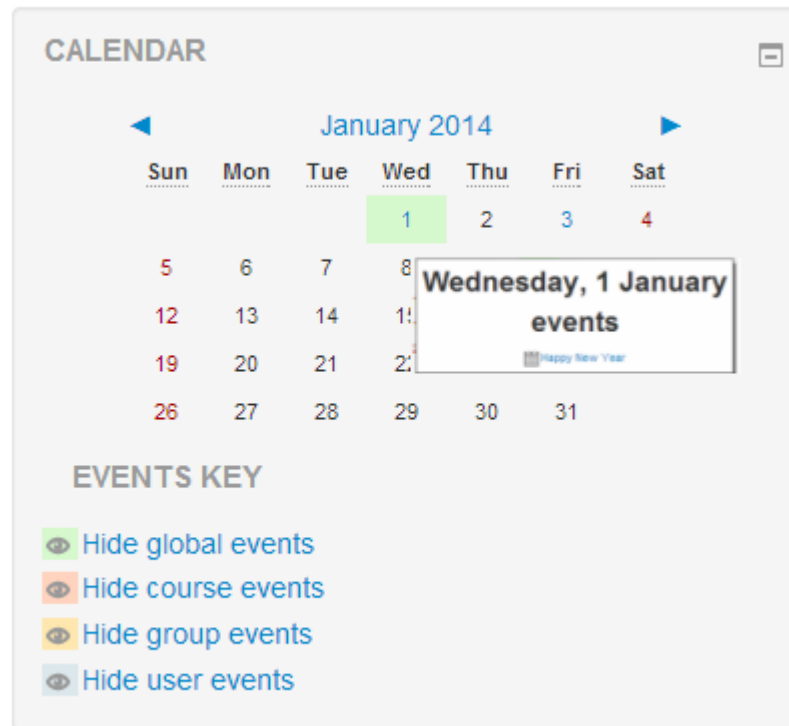 CALENDAR
◄ January 2014 ►
Sun Mon Tue Wed Thu Fri Sat
1 2 3 4
5 6 7 8
Wednesday, 1 January
events
Happy New Year
12 13 14 15
19 20 21 22
26 27 28 29 30 31
EVENTS KEY
Hide global events
Hide course events
Hide group events
Hide user events